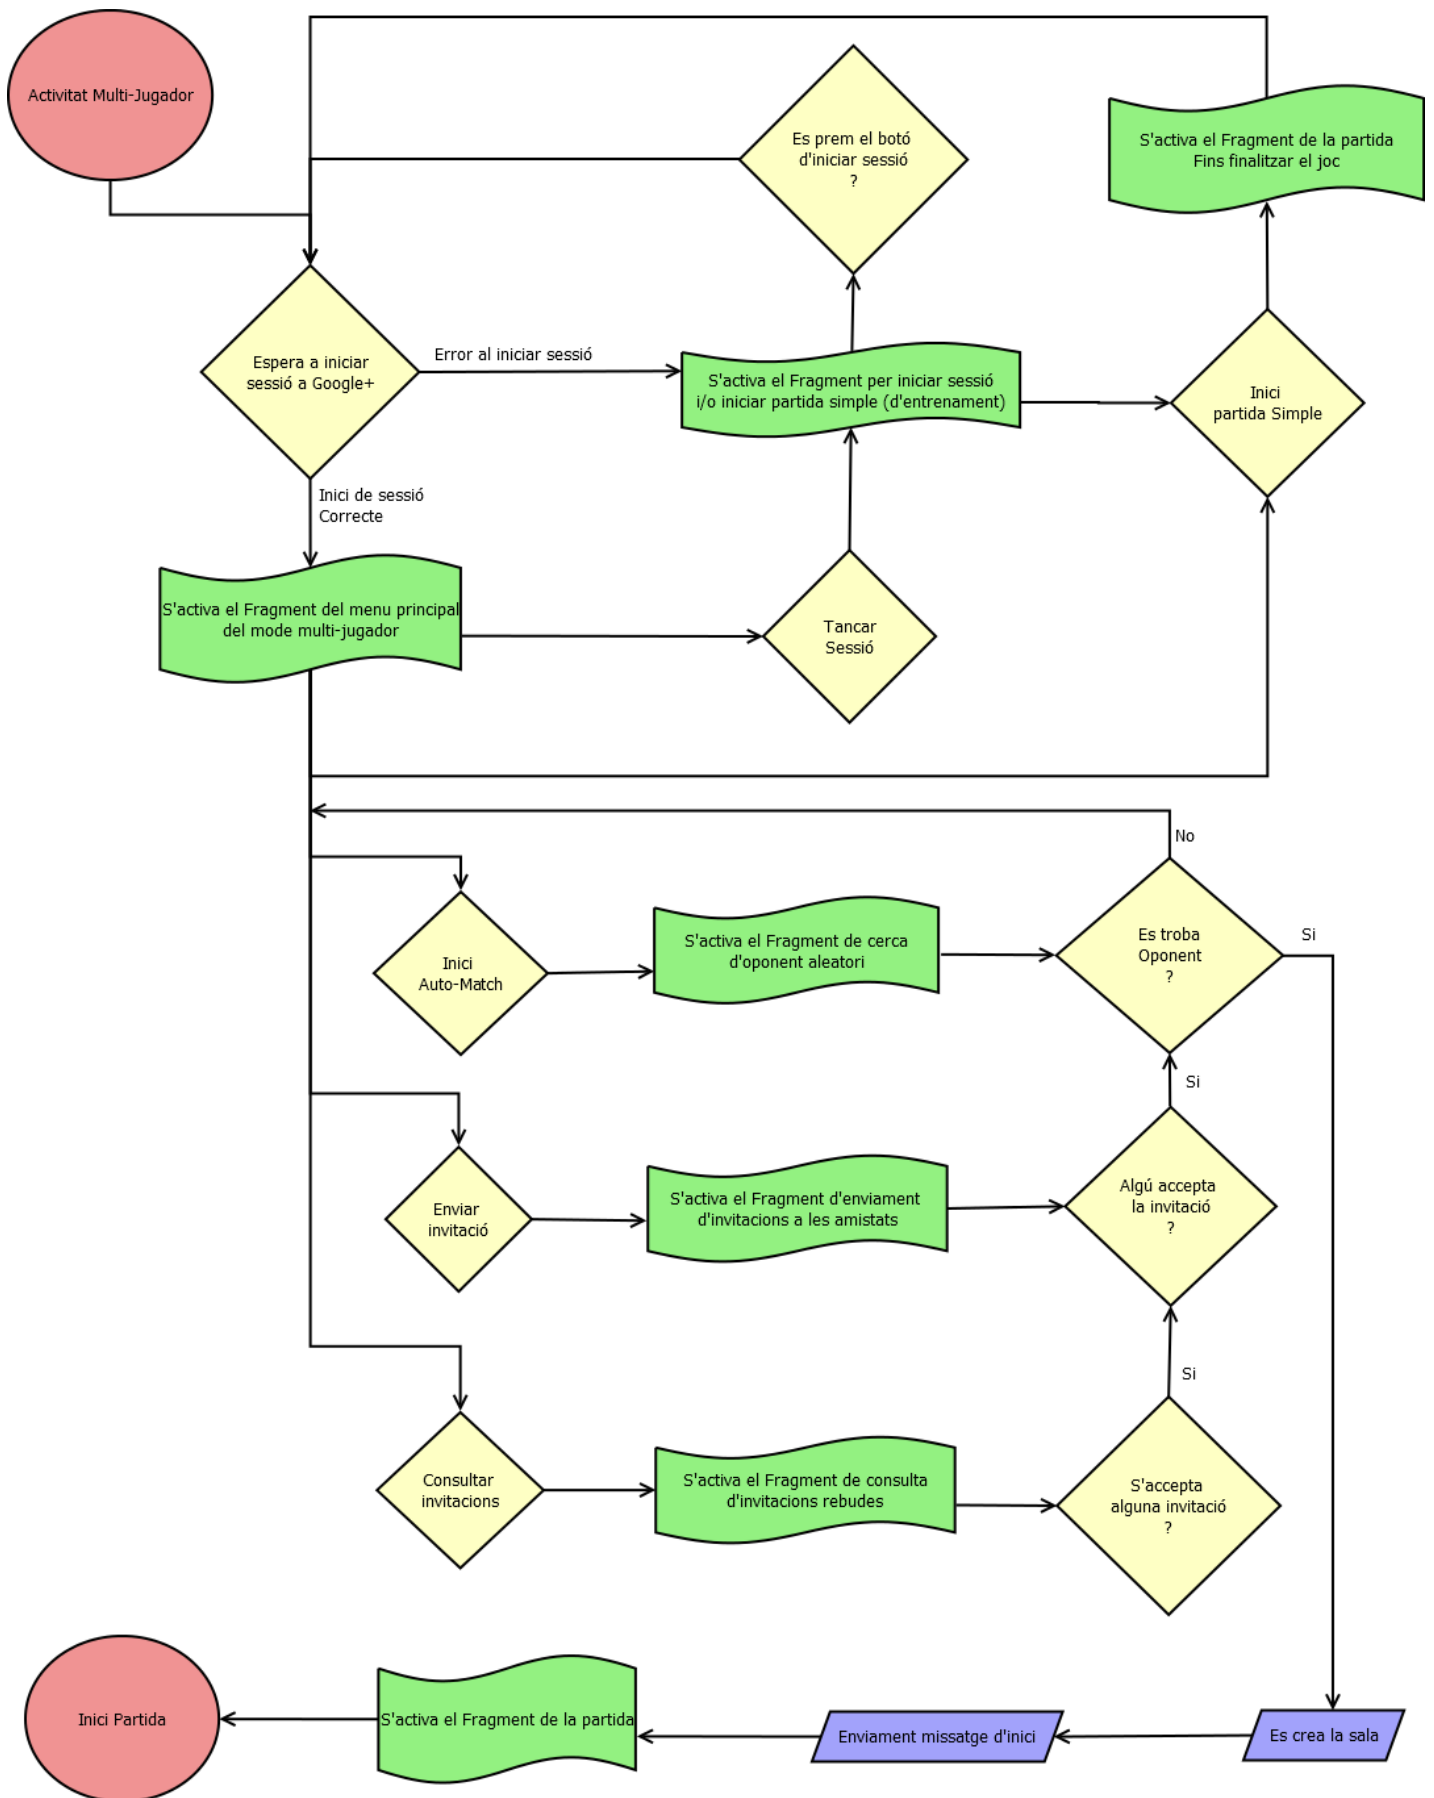 Activitat Multi-Jugador
Es prem el botó
d'iniciar sessió
?
S'activa el Fragment de la partida
Fins finalitzar el joc
Espera a iniciar
sessió a Google+
Error al iniciar sessió
S'activa el Fragment per iniciar sessió
i/o iniciar partida simple (d'entrenament)
Inici
partida Simple
Inici de sessió
Correcte
S'activa el Fragment del menu principal
del mode multi-jugador
Tancar
Sessió
No
Inici
Auto-Match
S'activa el Fragment de cerca
d'oponent aleatori
Es troba
Oponent
?
Si
Si
Enviar
invitació
S'activa el Fragment d'enviament
d'invitacions a les amistats
Algú accepta
la invitació
?
Si
Consultar
invitacions
S'activa el Fragment de consulta
d'invitacions rebudes
S'accepta
alguna invitació
?
Inici Partida
S'activa el Fragment de la partida
Enviament missatge d'inici
Es crea la sala